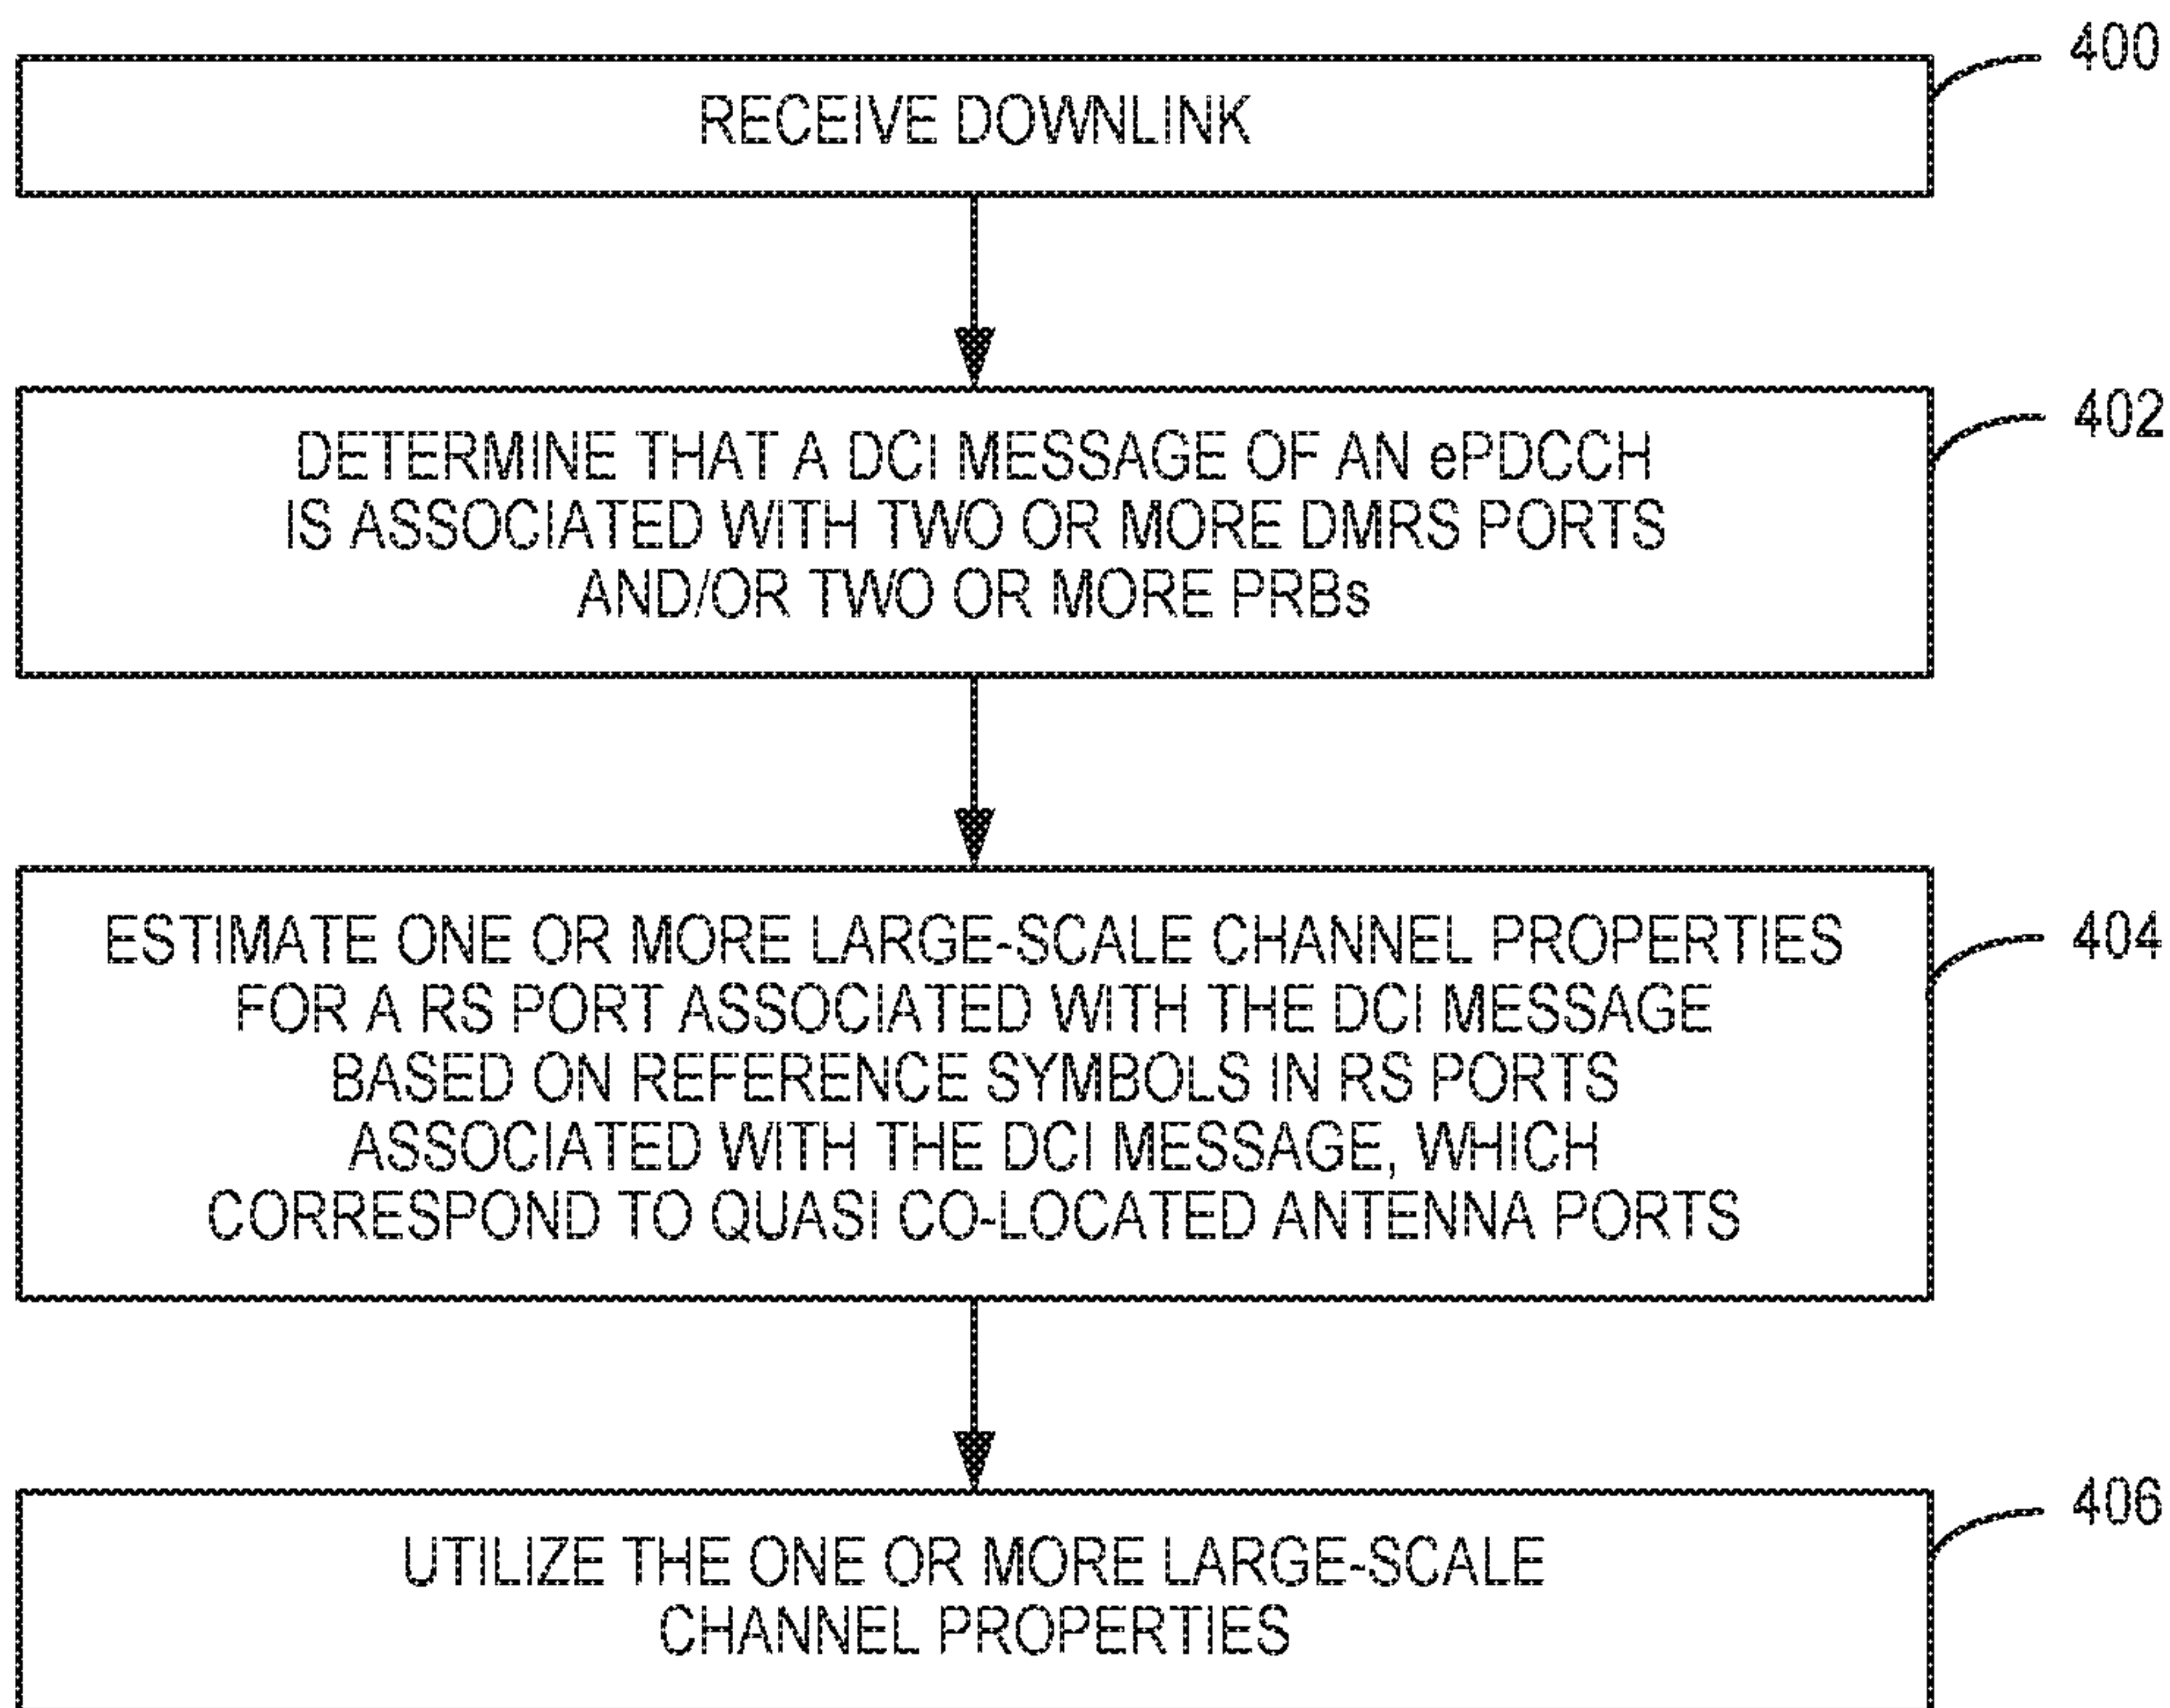 400
RECEIVE DOWNLINK
402
DETERMINE THAT A DCI MESSAGE OF AN ePDCCH
IS ASSOCIATED WITH TWO OR MORE DMRS PORTS
AND/OR TWO OR MORE PRBs
404
ESTIMATE ONE OR MORE LARGE-SCALE CHANNEL PROPERTIES
FOR A RS PORT ASSOCIATED WITH THE DCI MESSAGE
BASED ON REFERENCE SYMBOLS IN RS PORTS
ASSOCIATED WITH THE DCI MESSAGE, WHICH
CORRESPOND TO QUASI CO-LOCATED ANTENNA PORTS
406
UTILIZE THE ONE OR MORE LARGE-SCALE
CHANNEL PROPERTIES